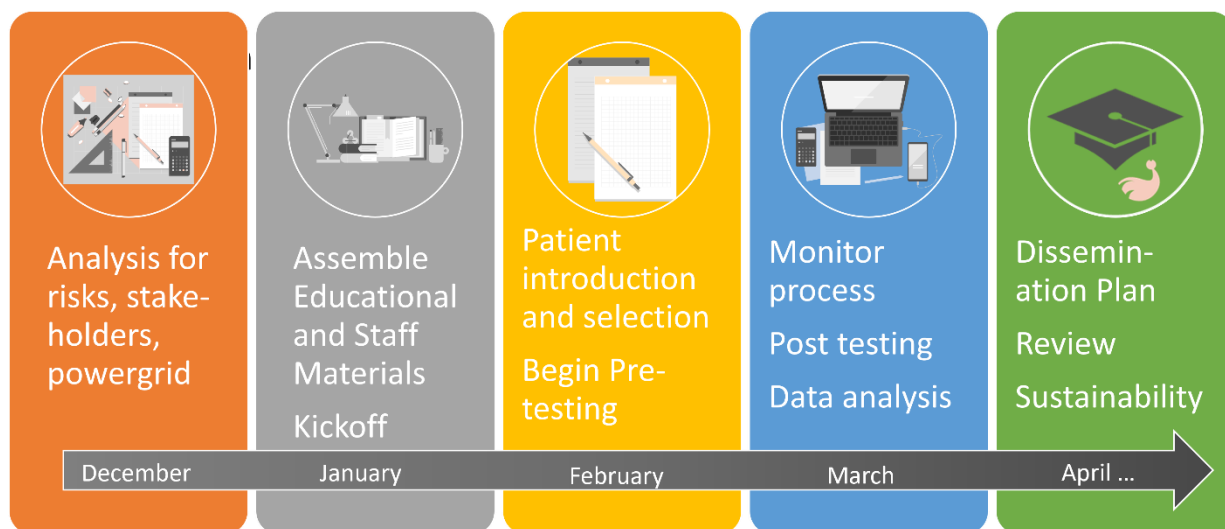 Analysis for
risks, stake-
holders,
powergrid
Assemble
Educational
and Staff
Materials
Kickoff
Patient
introduction
and selection
Begin Pre-
testing
Monitor
process
Post testing
Data analysis
Dissemin-
ation Plan
Review
Sustainability
December
January
February
March
April ...